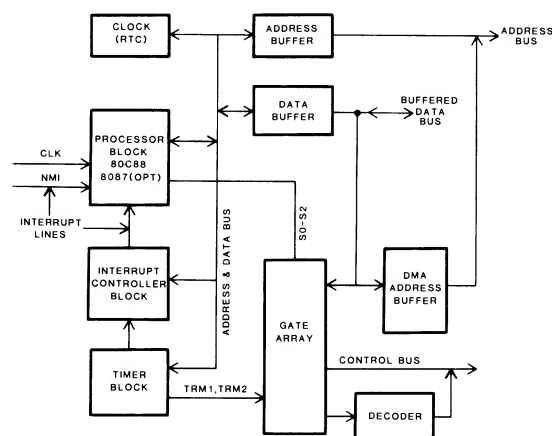 CLOCK
(RTC)
ADDRESS
BUFFER
ADDRESS
BUS
DATA
BUFFER
BUFFERED
DATA
BUS
PROCESSOR
BLOCK
80C88
8087(OPT)
CLK
NMI
INTERRUPT
LINES
ADDRESS & DATA BUS
S0-S2
INTERRUPT
CONTROLLER
BLOCK
GATE
ARRAY
DMA
ADDRESS
BUFFER
TIMER
BLOCK
TRM1,TRM2
CONTROL BUS
DECODER